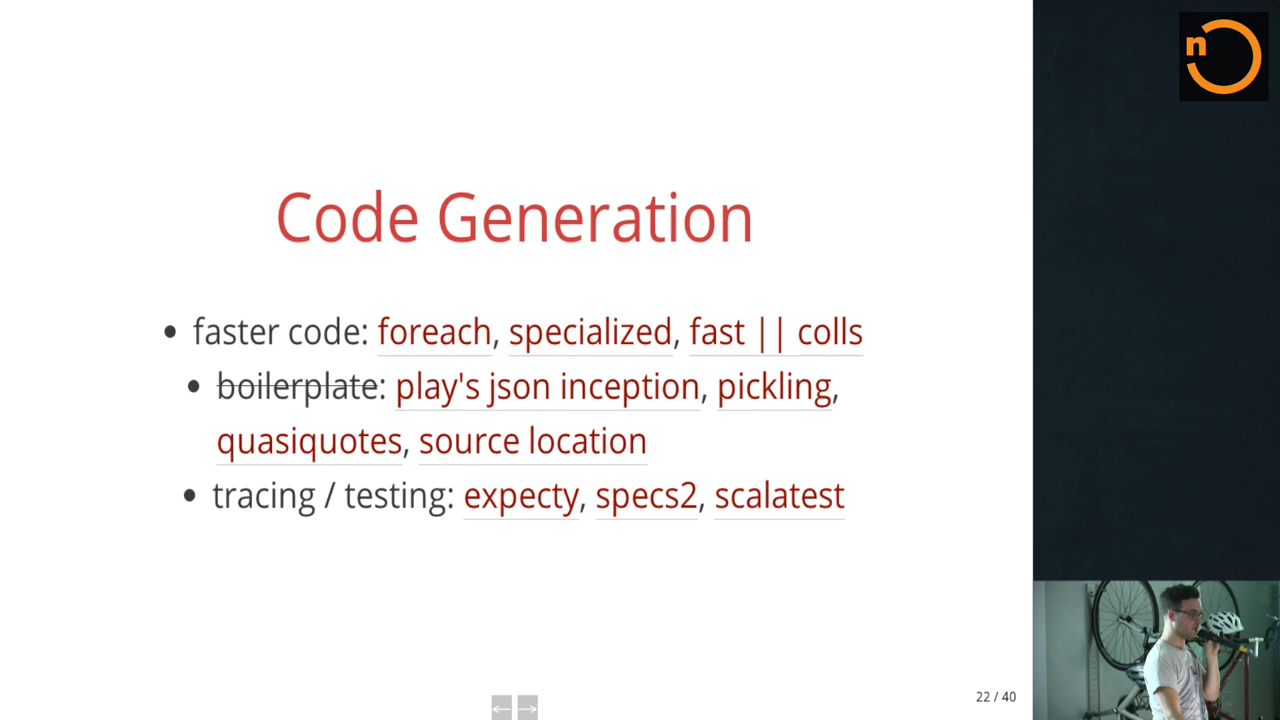 n
Code Generation
• faster code: foreach, specialized, fast || colls
• boilerplate: play's json inception, pickling,
quasiquotes, source location
• tracing / testing: expecty, specs2, scalatest
22 / 40